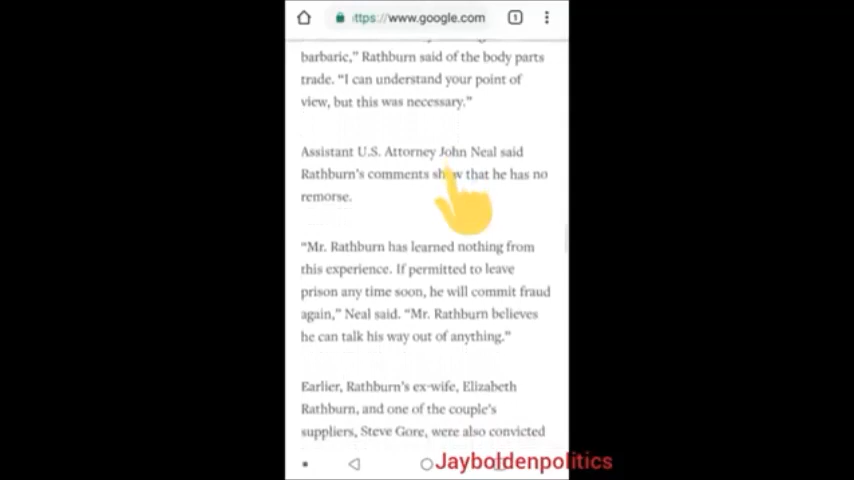 ttps://www.google.com
1
barbaric,” Rathburn said of the body parts
trade. “I can understand your point of
view, but this was necessary.”
Assistant U.S. Attorney John Neal said
Rathburn’s comments show that he has no
remorse.
“Mr. Rathburn has learned nothing from
this experience. If permitted to leave
prison any time soon, he will commit fraud
again,” Neal said. “Mr. Rathburn believes
he can talk his way out of anything.”
Earlier, Rathburn’s ex-wife, Elizabeth
Rathburn, and one of the couple’s
suppliers, Steve Gore, were also convicted
Jayboldenpolitics